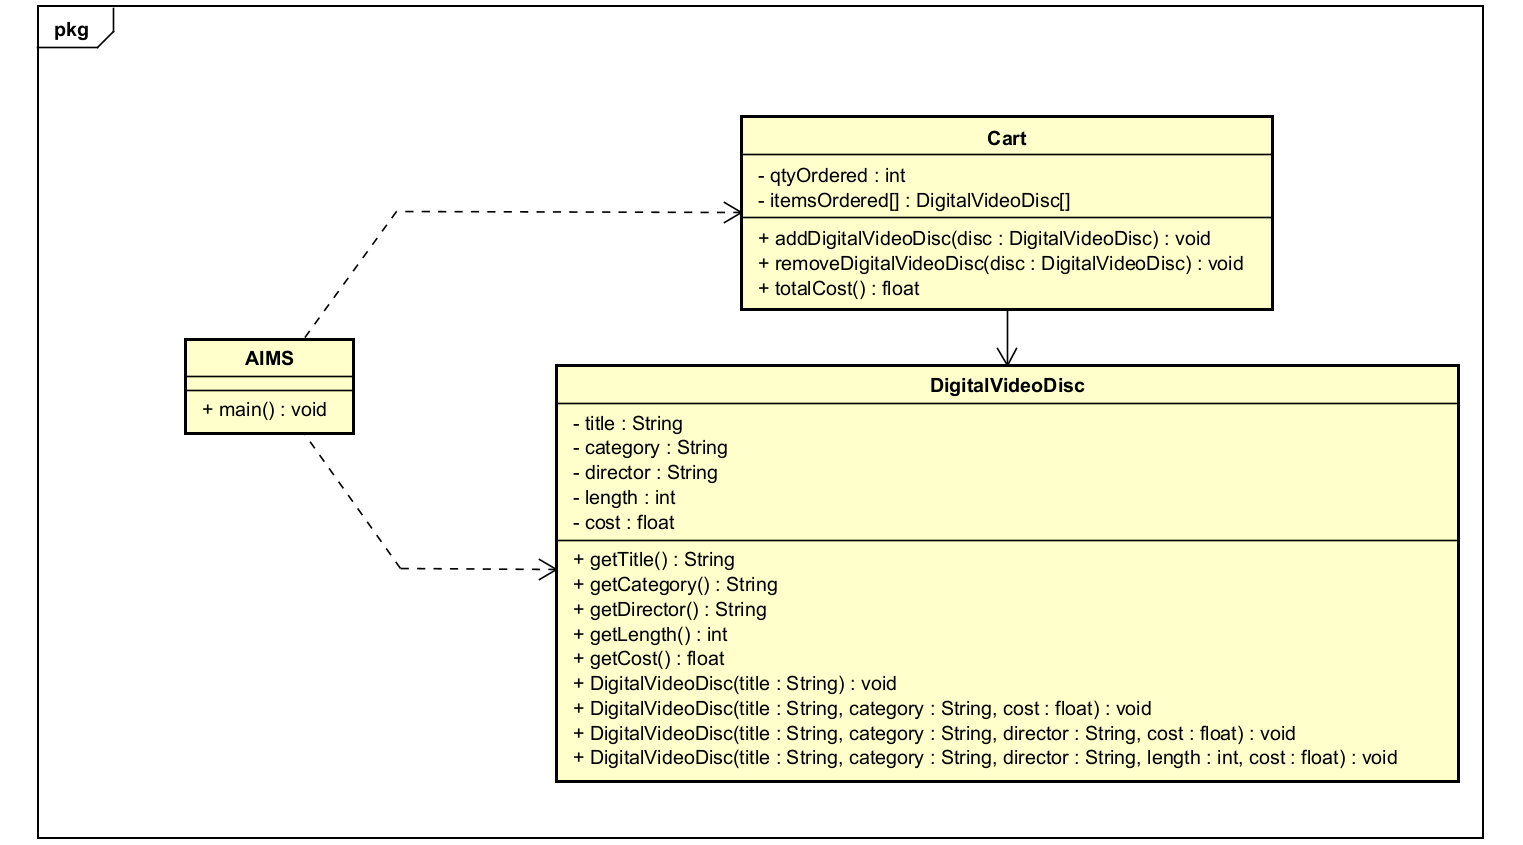 pkg
Cart
- qtyOrdered : int
- itemsOrdered[] : DigitalVideoDisc[]
+ addDigitalVideoDisc(disc : DigitalVideoDisc) : void
+ removeDigitalVideoDisc(disc : DigitalVideoDisc) : void
+ totalCost() : float
AIMS
+ main() : void
DigitalVideoDisc
- title : String
- category : String
- director : String
- length : int
- cost : float
+ getTitle() : String
+ getCategory() : String
+ getDirector() : String
+ getLength() : int
+ getCost() : float
+ DigitalVideoDisc(title : String) : void
+ DigitalVideoDisc(title : String, category : String, cost : float) : void
+ DigitalVideoDisc(title : String, category : String, director : String, cost : float) : void
+ DigitalVideoDisc(title : String, category : String, director : String, length : int, cost : float) : void